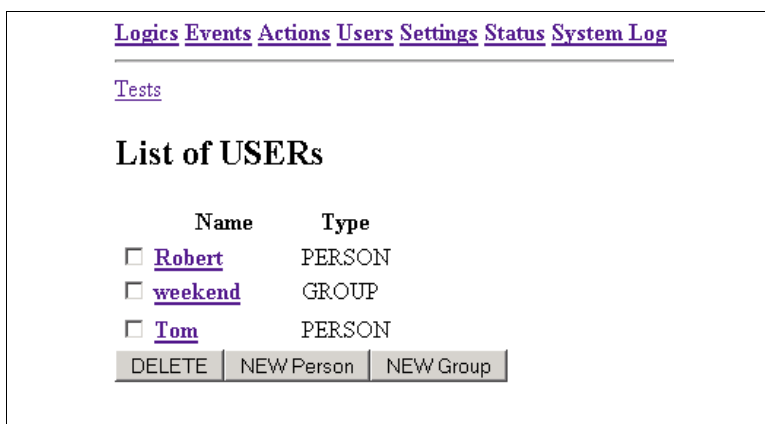 Logics Events Actions Users Settings Status System Log
Tests
List of USERs
Name Type
Robert PERSON
weekend GROUP
Tom PERSON
DELETE NEW Person NEW Group